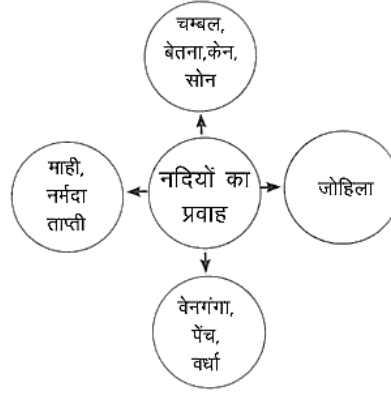 चम्बल,
बेतना,केन,
सोन
माही,
नर्मदा
ताप्ती
नदियों का
प्रवाह
जोहिला
वेनगंगा,
पेंच,
वर्धा